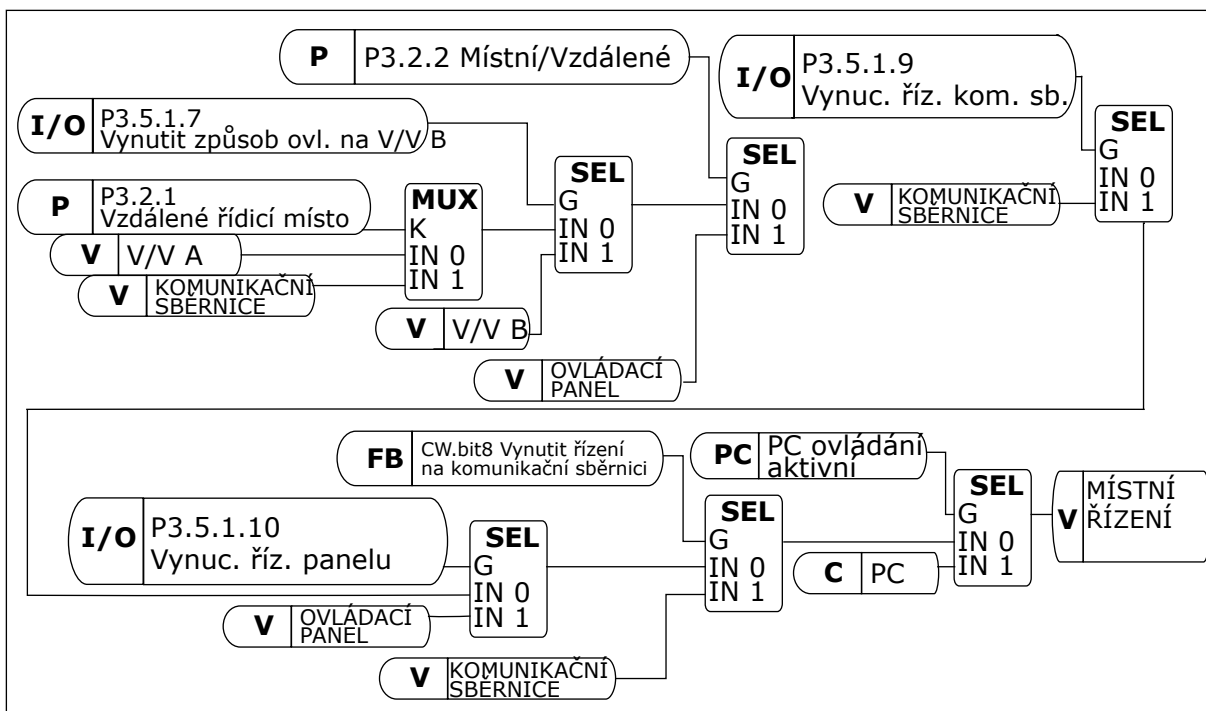 P P3.2.2 Místní/Vzdálené
I/O P3.5.1.9
Vynuc. říz. kom. sb.
I/O P3.5.1.7
Vynutit způsob ovl. na V/V B
SEL
G
IN 0
IN 1
SEL
G
IN 0
IN 1
SEL
G
IN 0
IN 1
P P3.2.1
Vzdálené řídicí místo
MUX
K
IN 0
IN 1
V V/V A
V KOMUNIKAČNÍ
SBĚRNICE
V KOMUNIKAČNÍ
SBĚRNICE
V V/V B
V OVLÁDACÍ
PANEL
FB CW.bit8 Vynutit řízení
na komunikační sběrnici
PC PC ovládání
aktivní
I/O P3.5.1.10
Vynuc. říz. panelu
SEL
G
IN 0
IN 1
SEL
G
IN 0
IN 1
SEL
G
IN 0
IN 1
V MÍSTNÍ
ŘÍZENÍ
C PC
V OVLÁDACÍ
PANEL
V KOMUNIKAČNÍ
SBĚRNICE